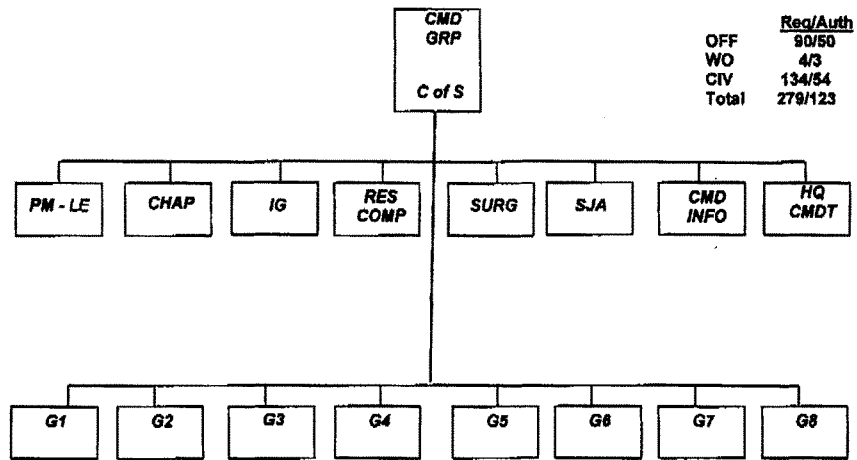 CMD
GRP
C of S
Req/Auth
OFF 90/50
WO 4/3
CIV 134/54
Total 279/123
PM - LE
CHAP
IG
RES
COMP
SURG
SJA
CMD
INFO
HQ
CMDT
G1
G2
G3
G4
G5
G6
G7
G8